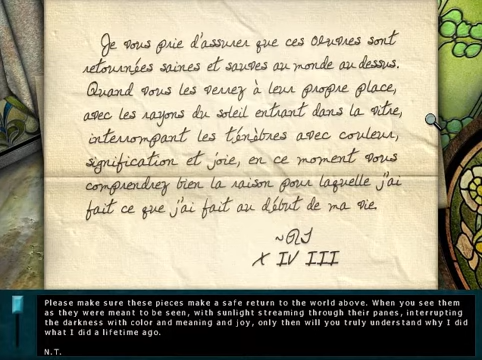 Je vous prie d'assurer que ces Œuvres sont
retournées saines et sauves au monde au dessus.
Quand vous les verrez à leur propre place,
avec les rayons du soleil entrant dans la vitre,
interrompant les ténèbres avec couleur,
signification et joie, en ce moment vous
comprendrez bien la raison pour laquelle j'ai
fait ce que j'ai fait au début de ma vie.
X IV III
Please make sure these pieces make a safe return to the world above. When you see them
as they were meant to be seen, with sunlight streaming through their panes, interrupting
the darkness with color and meaning and joy, only then will you truly understand why I did
what I did a lifetime ago.
N.T.